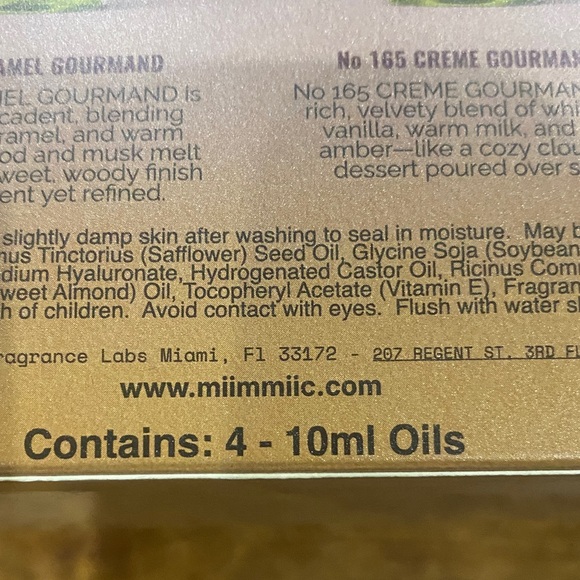 AMEL GOURMAND
MEL GOURMAND is
cadent, blending
ramel, and warm
od and musk melt
weet, woody finish
ent yet refined.
No 165 CREME GOURMAN
No 165 CREME GOURMAN
rich, velvety blend of whi
vanilla, warm milk, and
amber—like a cozy clou
dessert poured over s
slightly damp skin after washing to seal in moisture. May b
nus Tinctorius (Safflower) Seed Oil, Glycine Soja (Soybean
dium Hyaluronate, Hydrogenated Castor Oil, Ricinus Com
weet Almond) Oil, Tocopheryl Acetate (Vitamin E), Fragran
h of children. Avoid contact with eyes. Flush with water s
ragrance Labs Miami, Fl 33172 - 207 REGENT ST. 3RD FL
www.miimmiic.com
Contains: 4 - 10ml Oils